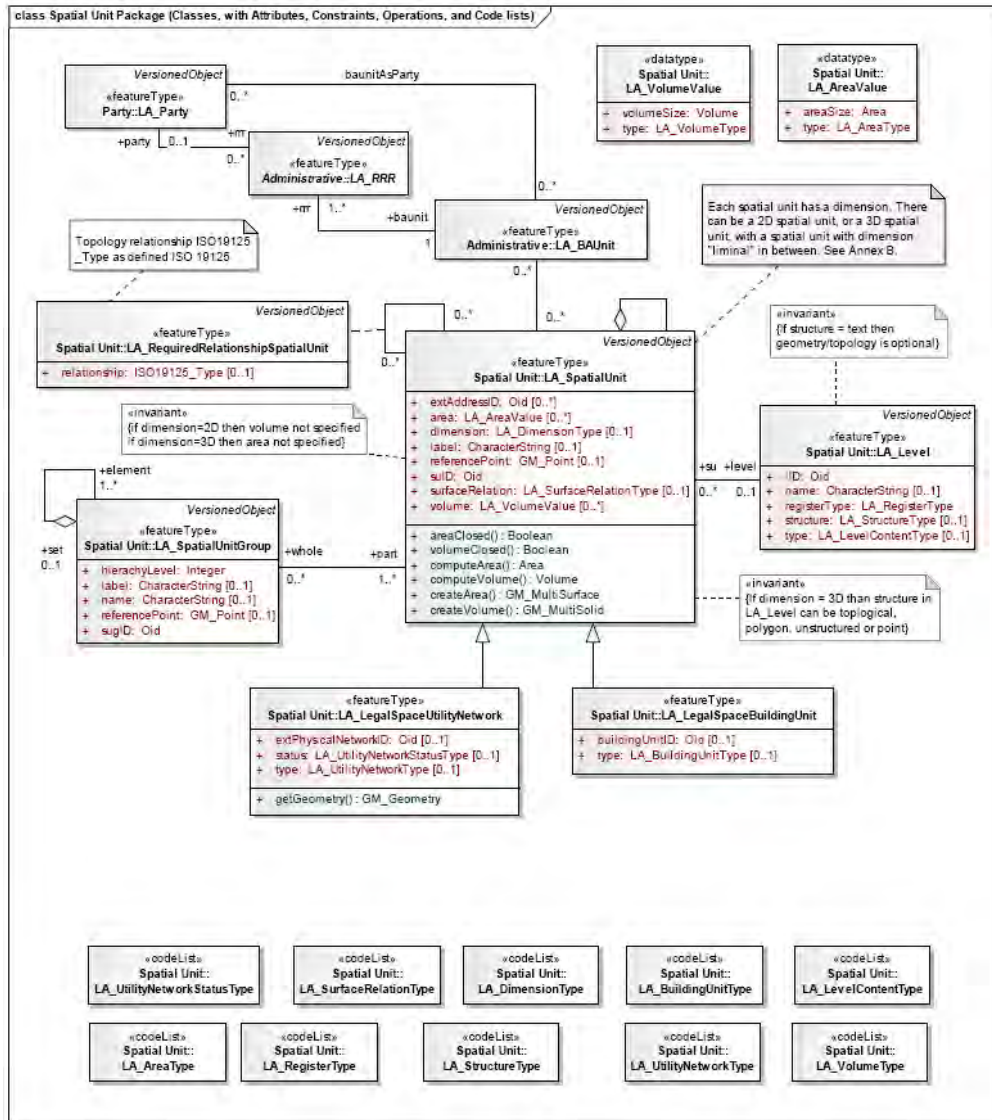 class Spatial Unit Package (Classes, with Attributes, Constraints, Operations, and Code lists)
VersionedObject
«featureType»
Party::LA_Party
baunitAsParty
0..*
+party
0..1
+rrr
0..*
VersionedObject
«featureType»
Administrative::LA_RRR
+rrr
1..*
+baunit
1
0..*
VersionedObject
«featureType»
Administrative::LA_BAUnit
0..*
«datatype»
Spatial Unit::
LA_VolumeValue
+ volumeSize: Volume
+ type: LA_VolumeType
«datatype»
Spatial Unit::
LA_AreaValue
+ areaSize: Area
+ type: LA_AreaType
Each spatial unit has a dimension. There
can be a 2D spatial unit, or a 3D spatial
unit, with a spatial unit with dimension
"liminal" in between. See Annex B.
Topology relationship ISO19125
_Type as defined ISO 19125
VersionedObject
«featureType»
Spatial Unit::LA_RequiredRelationshipSpatialUnit
+ relationship: ISO19125_Type [0..1]
0..*
0..*
0..*
«invariant»
{if structure = text then
geometry/topology is optional}
«invariant»
{if dimension=2D then volume not specified
if dimension=3D then area not specified}
VersionedObject
«featureType»
Spatial Unit::LA_SpatialUnit
+ extAddressID: Oid [0..*]
+ area: LA_AreaValue [0..*]
+ dimension: LA_DimensionType [0..1]
+ label: CharacterString [0..1]
+ referencePoint: GM_Point [0..1]
+ suID: Oid
+ surfaceRelation: LA_SurfaceRelationType [0..1]
+ volume: LA_VolumeValue [0..*]
+ areaClosed() : Boolean
+ volumeClosed() : Boolean
+ computeArea() : Area
+ computeVolume() : Volume
+ createArea() : GM_MultiSurface
+ createVolume() : GM_MultiSolid
+su
0..*
+level
0..1
VersionedObject
«featureType»
Spatial Unit::LA_Level
+ lID: Oid
+ name: CharacterString [0..1]
+ registerType: LA_RegisterType
+ structure: LA_StructureType [0..1]
+ type: LA_LevelContentType [0..1]
+element
1..*
+set
0..1
VersionedObject
«featureType»
Spatial Unit::LA_SpatialUnitGroup
+ hierachyLevel: Integer
+ label: CharacterString [0..1]
+ name: CharacterString [0..1]
+ referencePoint: GM_Point [0..1]
+ sugID: Oid
+whole
0..*
+part
1..*
«invariant»
{If dimension = 3D than structure in
LA_Level can be toplogical,
polygon, unstructured or point}
«featureType»
Spatial Unit::LA_LegalSpaceUtilityNetwork
+ extPhysicalNetworkID: Oid [0..1]
+ status: LA_UtilityNetworkStatusType [0..1]
+ type: LA_UtilityNetworkType [0..1]
+ getGeometry() : GM_Geometry
«featureType»
Spatial Unit::LA_LegalSpaceBuildingUnit
+ buildingUnitID: Oid [0..1]
+ type: LA_BuildingUnitType [0..1]
«codeList»
Spatial Unit::
LA_UtilityNetworkStatusType
«codeList»
Spatial Unit::
LA_SurfaceRelationType
«codeList»
Spatial Unit::
LA_DimensionType
«codeList»
Spatial Unit::
LA_BuildingUnitType
«codeList»
Spatial Unit::
LA_LevelContentType
«codeList»
Spatial Unit::
LA_AreaType
«codeList»
Spatial Unit::
LA_RegisterType
«codeList»
Spatial Unit::
LA_StructureType
«codeList»
Spatial Unit::
LA_UtilityNetworkType
«codeList»
Spatial Unit::
LA_VolumeType